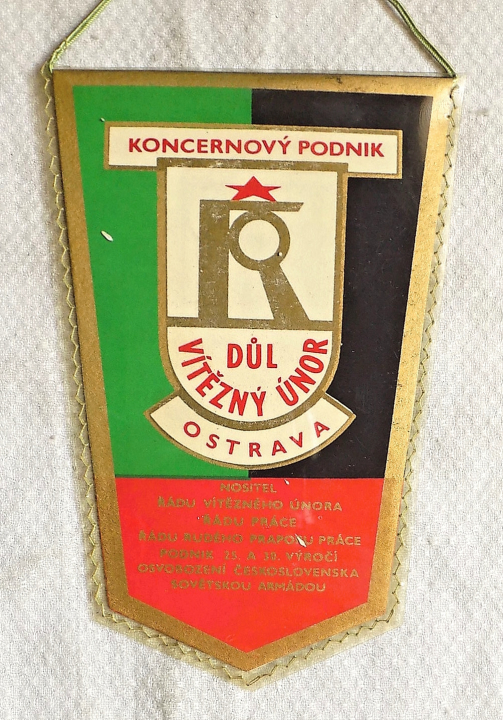 KONCERNOVÝ PODNIK
DŮL
VÍTĚZNÝ ÚNOR
OSTRAVA
NOSITEL
ŘÁDU VÍTĚZNÉHO ÚNORA
ŘÁDU PRÁCE
ŘÁDU RUDÉHO PRAPORU PRÁCE
PODNIK 25. A 30. VÝROČÍ
OSVOBOZENÍ ČESKOSLOVENSKA
SOVĚTSKOU ARMÁDOU